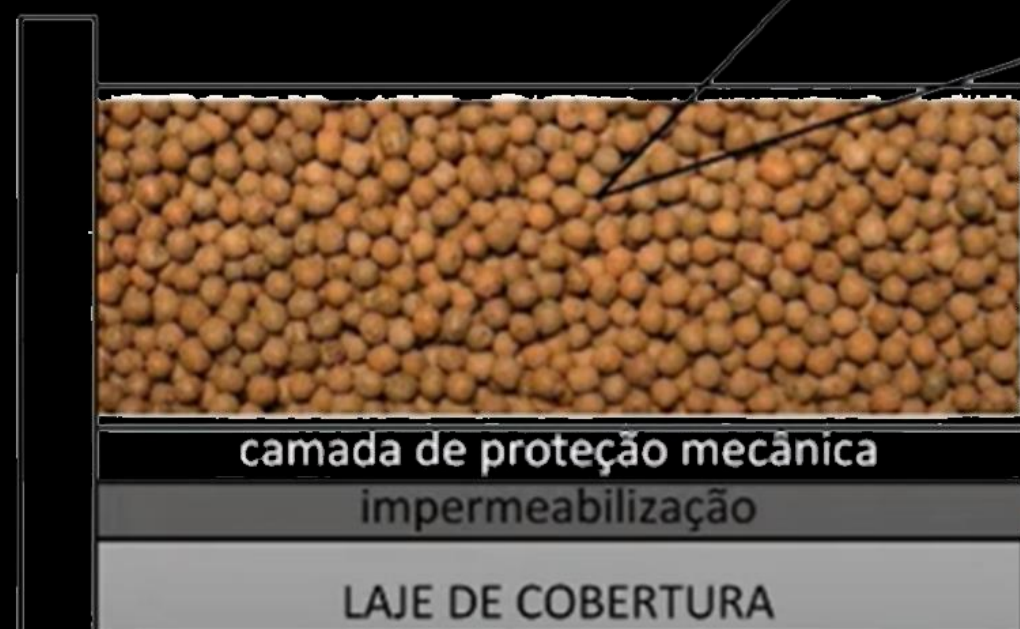 camada de proteção mecânica
impermeabilização
LAJE DE COBERTURA